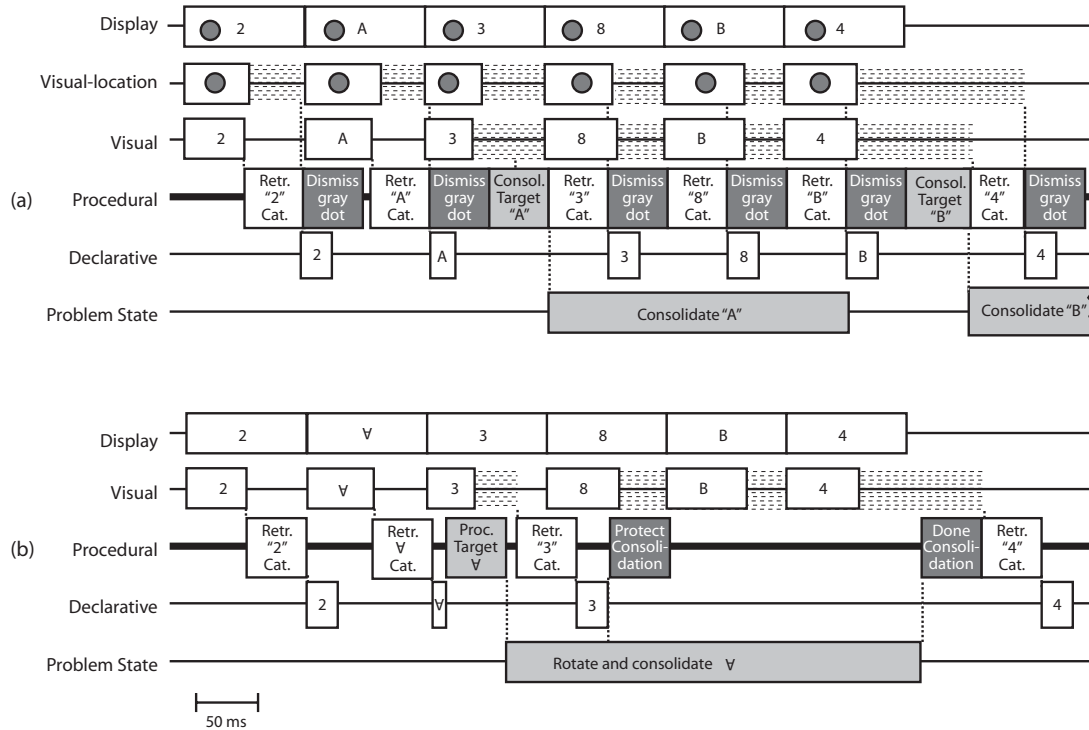 (a)
Display 2 A 3 8 B 4
Visual-location
Visual 2 A 3 8 B 4
Procedural
Retr. “2” Cat.
Dismiss gray dot
Retr. “A” Cat.
Dismiss gray dot
Consol. Target “A”
Retr. “3” Cat.
Dismiss gray dot
Retr. “8” Cat.
Dismiss gray dot
Retr. “B” Cat.
Dismiss gray dot
Consol. Target “B”
Retr. “4” Cat.
Dismiss gray dot
Declarative 2 A 3 8 B 4
Problem State Consolidate “A” Consolidate “B”
(b)
Display 2 ∀ 3 8 B 4
Visual 2 ∀ 3 8 B 4
Procedural
Retr. “2” Cat.
Retr. ∀ Cat.
Proc. Target ∀
Retr. “3” Cat.
Protect Consoli- dation
Done Consoli- dation
Retr. “4” Cat.
Declarative 2 ∀ 3 4
Problem State Rotate and consolidate ∀
50 ms